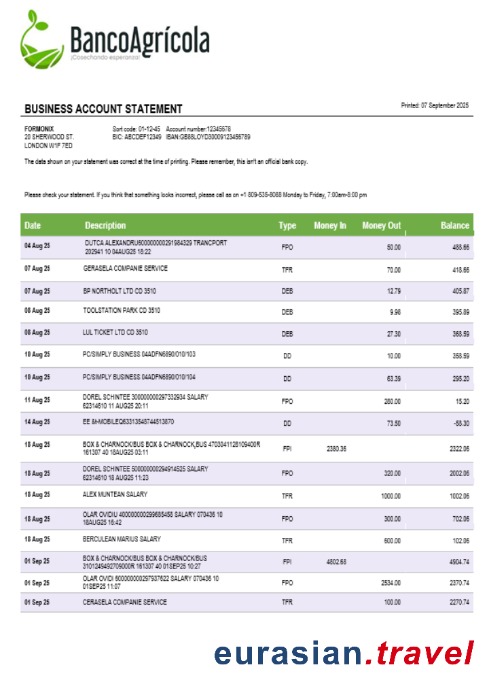 BancoAgrícola
¡Cosechando esperanza!
BUSINESS ACCOUNT STATEMENT
Printed: 07 September 2025
FORMONIX
20 SHERWOOD ST.
LONDON W1F 7ED
Sort code: 01-12-45 Account number:12345678
BIC: ABCDEF12349 IBAN:GB88LOYD30009123456789
The data shown on your statement was correct at the time of printing. Please remember, this isn't an official bank copy.
Please check your statement. If you think that something looks incorrect, please call as on +1 809-535-8088 Monday to Friday, 7:00am-8:00 pm
Date Description Type Money In Money Out Balance
04 Aug 25 DUTCA ALEXANDRU500000000291984329 TRANCPORT
202941 10 04AUG25 18:22 FPO 50.00 488.66
07 Aug 25 GERASELA COMPANIE SERVICE TFR 70.00 418.66
07 Aug 25 BP NORTHOLT LTD CD 3510 DEB 12.79 405.87
08 Aug 25 TOOLSTATION PARK CD 3510 DEB 9.98 395.89
08 Aug 25 LUL TICKET LTD CD 3510 DEB 27.30 368.59
10 Aug 25 PC/SIMPLY BUSINESS 04ADFN6890/010/103 DD 10.00 358.59
10 Aug 25 PC/SIMPLY BUSINESS 04ADFN6890/010/104 DD 63.39 295.20
11 Aug 25 DOREL SCHINTEE 300000000297332934 SALARY
62314610 11 AUG25 20:11 FPO 280.00 15.20
14 Aug 25 EE &MOBILE 73.50 -58.30 DD
18 Aug 25 BOX & CHARNOCK/BUS BOX & CHARNOCK,BUS
161307 40 18AUG25 03:11 FPI 2380.36 2322.06
18 Aug 25 DOREL SCHINTEE 500000000294914525 SALARY
62314610 18 AUG25 11:23 FPO 320.00 2002.06
18 Aug 25 ALEX MUNTEAN SALARY TFR 1000.00 1002.06
18 Aug 25 OLAR OVIDIU 400000000299685458 SALARY 070436 10
18AUG25 16:42 FPO 300.00 702.06
18 Aug 25 BERCULEAN MARIUS SALARY TFR 600.00 102.06
01 Sep 25 BOX & CHARNOCK/BUS BOX & CHARNOCK/BUS
3101249492709000R 161307 40 01SEP25 10:27 FPI 4802.68 4904.74
01 Sep 25 OLAR OVIDI 600000000297937622 SALARY 070436 10
01SEP25 11:07 FPO 2534.00 2370.74
01 Sep 25 CERASELA COMPANIE SERVICE TFR 100.00 2270.74
eurasian.travel